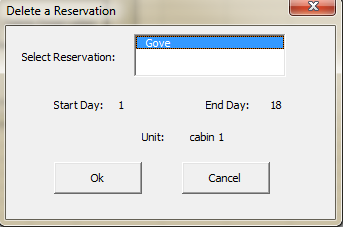 Delete a Reservation
Select Reservation: Gove
Start Day: 1 End Day: 18
Unit: cabin 1
Ok Cancel